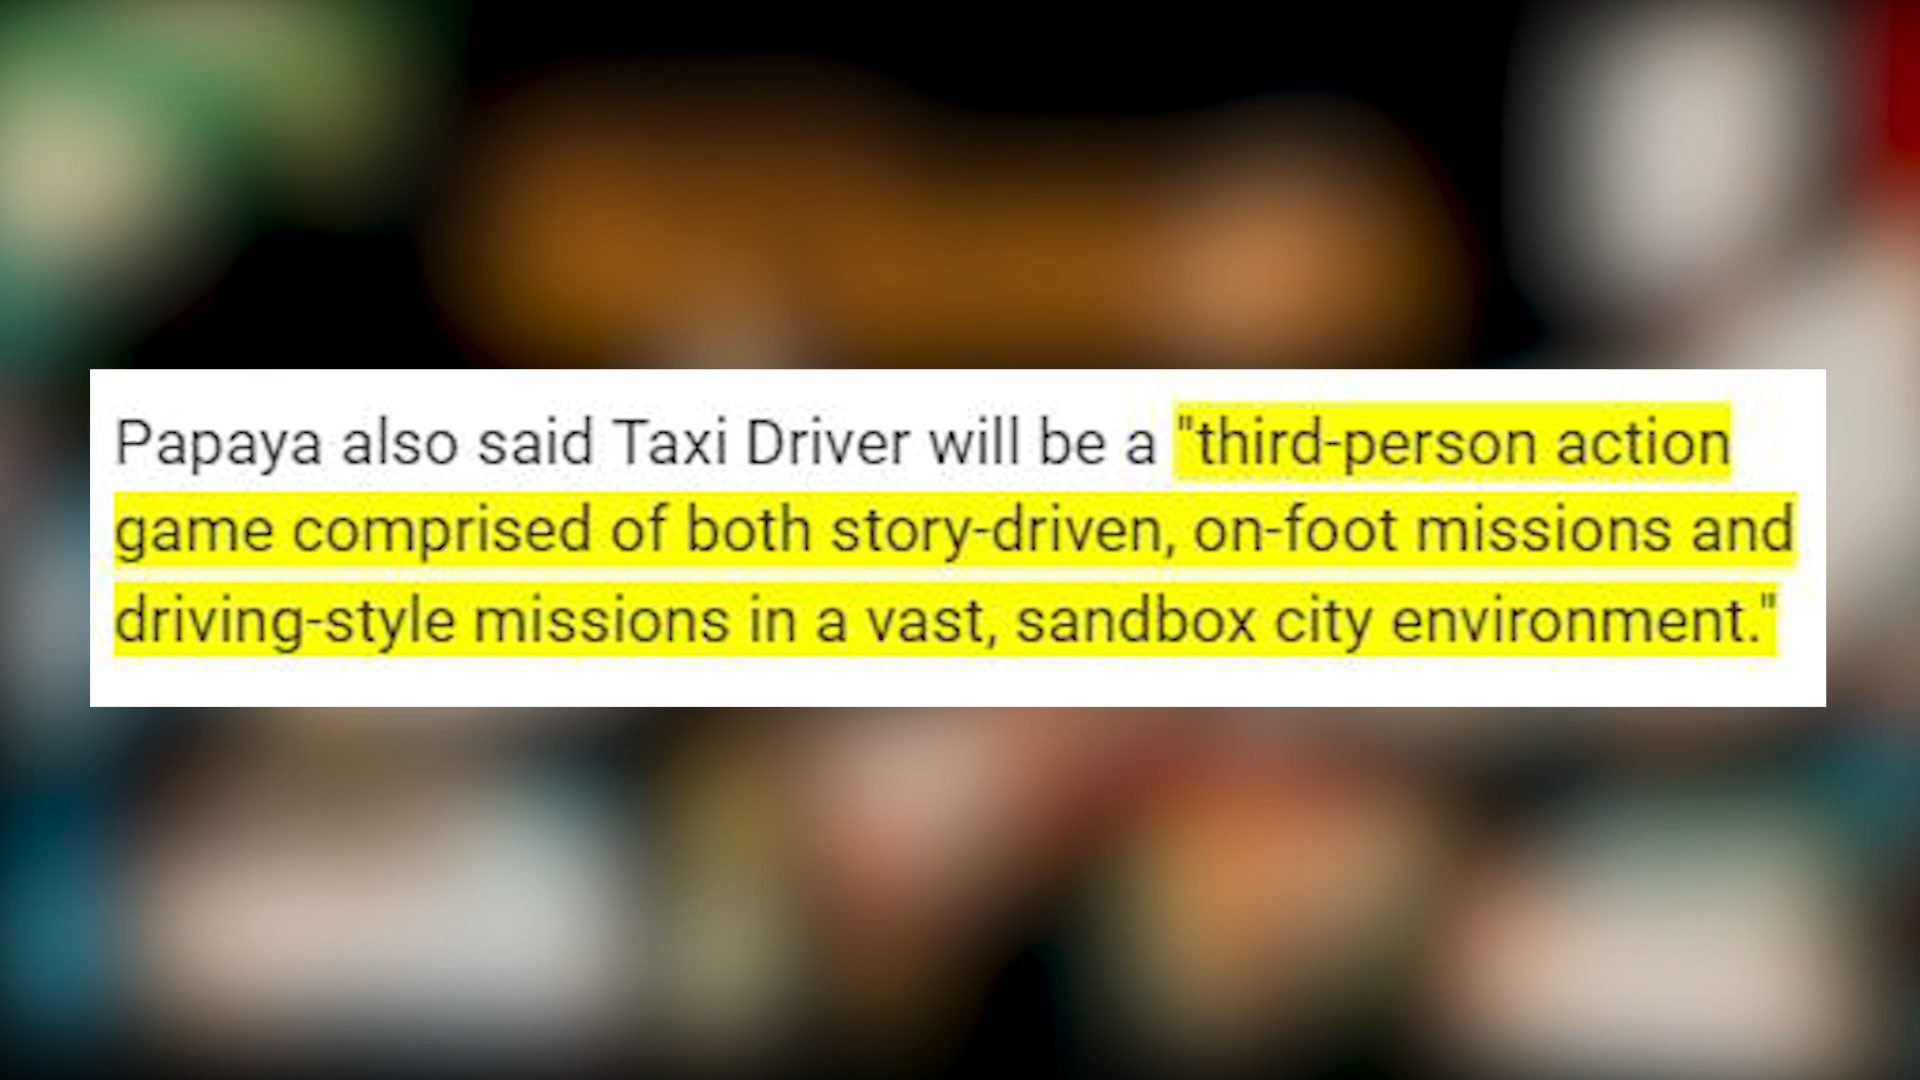 Papaya also said Taxi Driver will be a "third-person action
game comprised of both story-driven, on-foot missions and
driving-style missions in a vast, sandbox city environment."